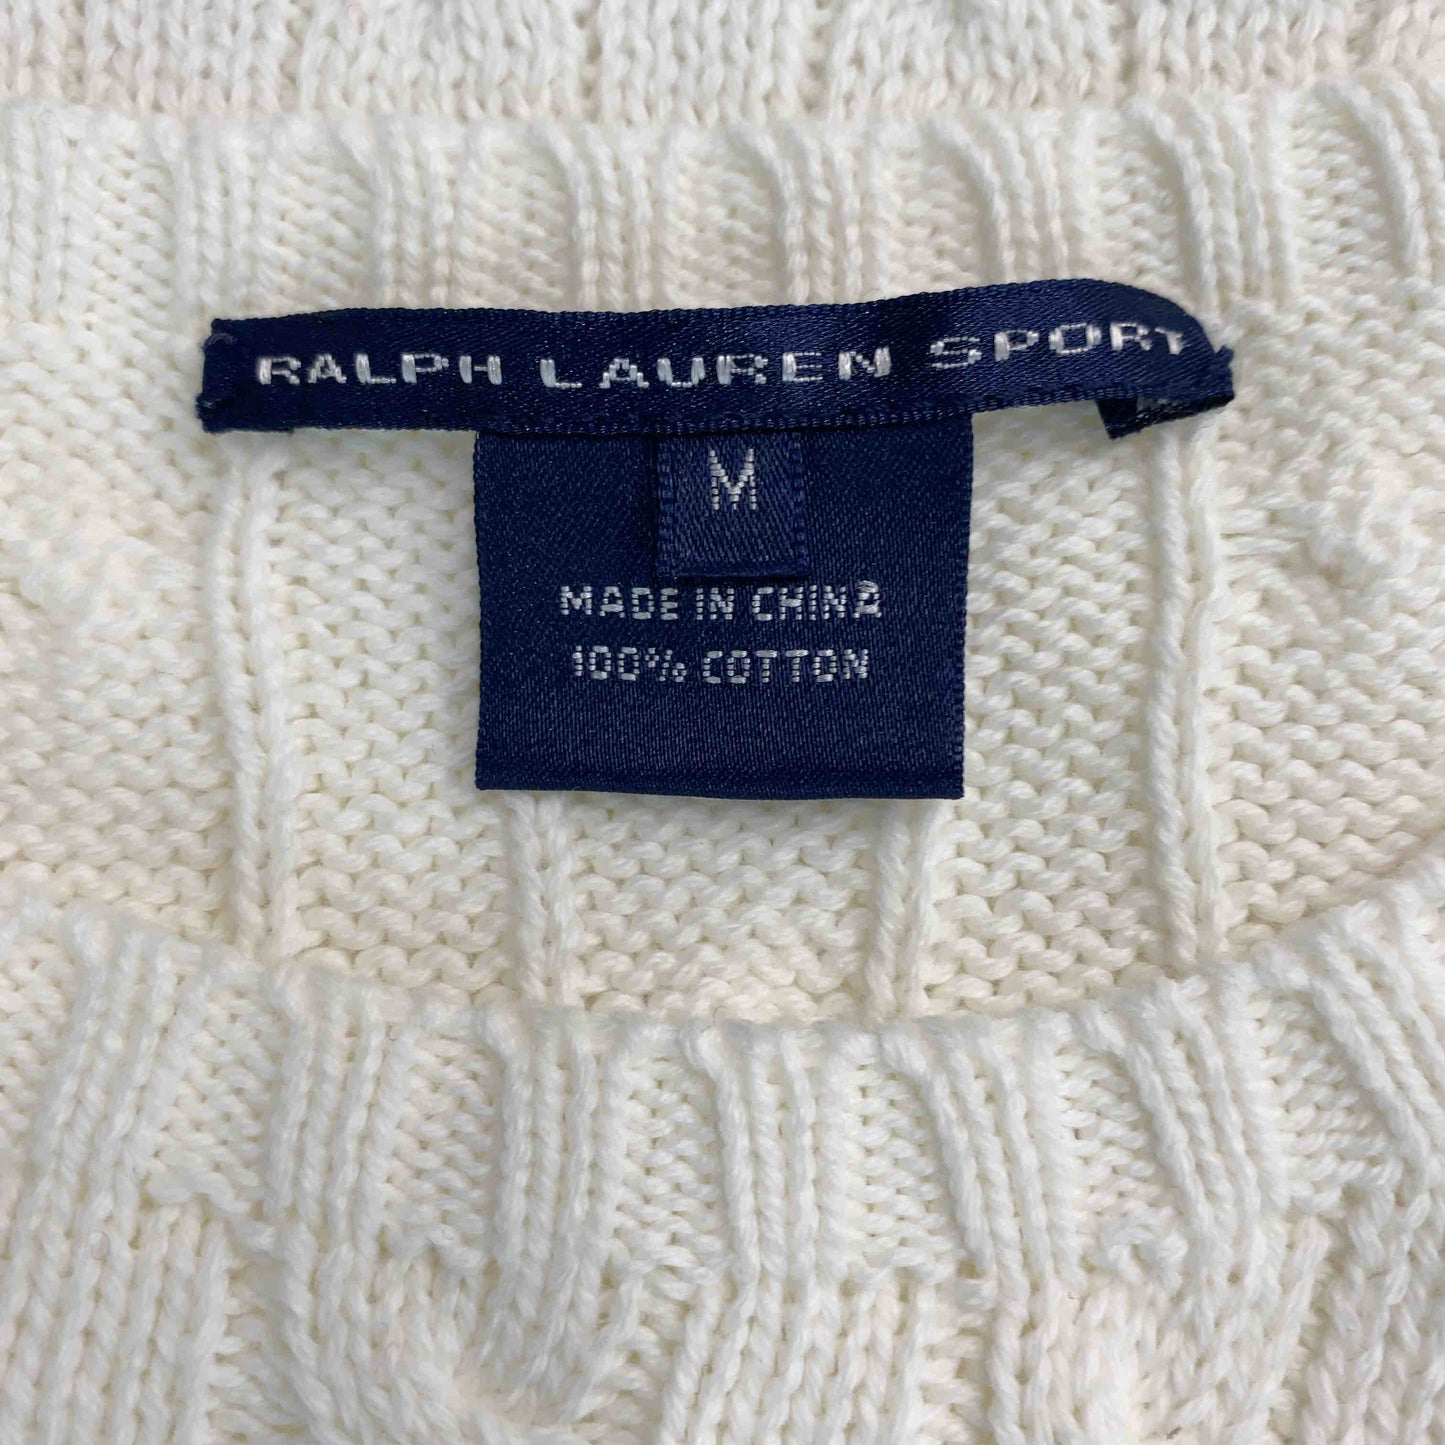 RALPH LAUREN SPORT
M
MADE IN CHINA
100% COTTON